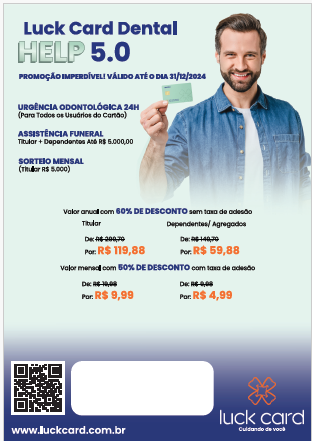 Luck Card Dental
HELP 5.0
PROMOÇÃO IMPERDÍVEL! VÁLIDO ATÉ O DIA 31/12/2024
URGÊNCIA ODONTOLÓGICA 24H
(Para Todos os Usuários do Cartão)
ASSISTÊNCIA FUNERAL
Titular + Dependentes Até R$ 5.000,00
SORTEIO MENSAL
(Titular R$ 5.000)
Valor anual com 60% DE DESCONTO sem taxa de adesão
Titular Dependentes/ Agregados
De: R$ 299,70 De: R$ 149,70
Por: R$ 119,88 Por: R$ 59,88
Valor mensal com 50% DE DESCONTO com taxa de adesão
De: R$ 19,98 De: R$ 9,98
Por: R$ 9,99 Por: R$ 4,99
www.luckcard.com.br
luck card
Cuidando de você